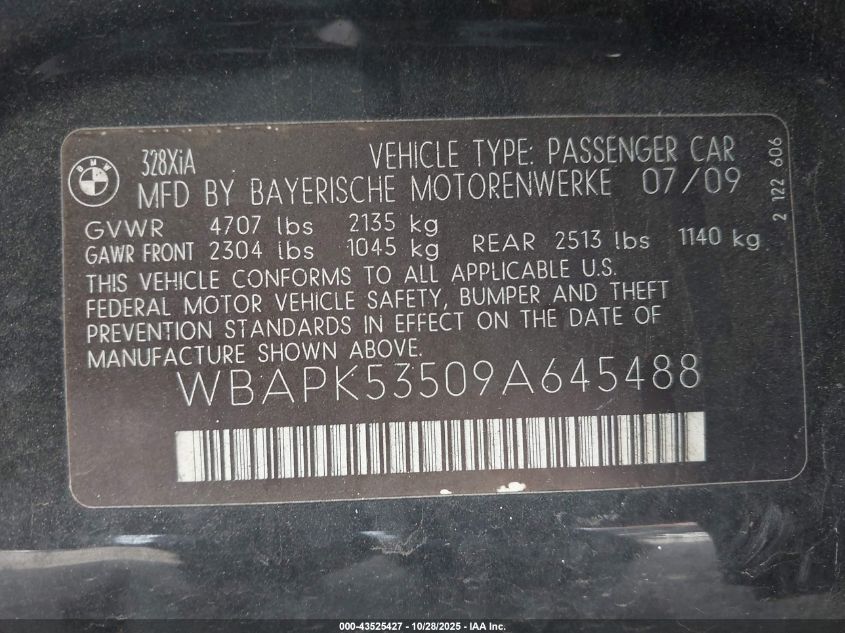 BMW
328XiA
VEHICLE TYPE: PASSENGER CAR
MFD BY BAYERISCHE MOTORENWERKE 07/09
GVWR 4707 lbs 2135 kg
GAWR FRONT 2304 lbs 1045 kg REAR 2513 lbs 1140 kg
THIS VEHICLE CONFORMS TO ALL APPLICABLE U.S.
FEDERAL MOTOR VEHICLE SAFETY, BUMPER AND THEFT
PREVENTION STANDARDS IN EFFECT ON THE DATE OF
MANUFACTURE SHOWN ABOVE.
WBAPK53509A645488
2 122 606
000-43525427 - 10/28/2025 - IAA Inc.